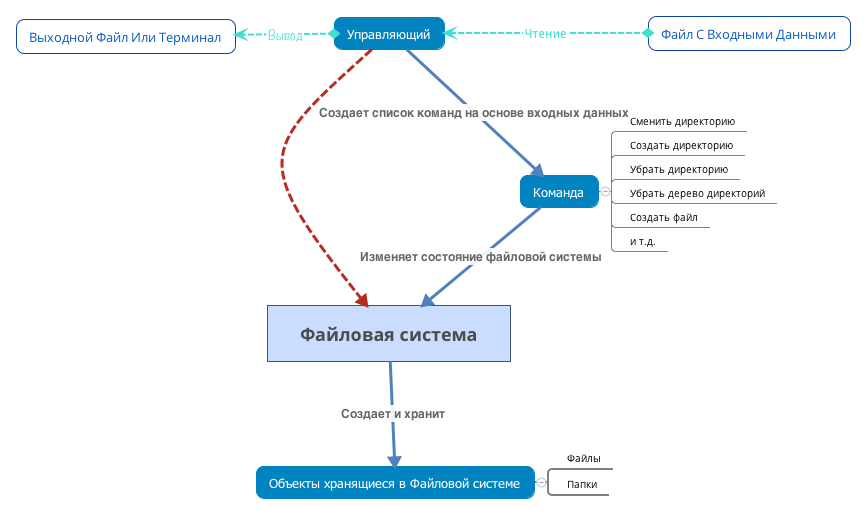 Выходной Файл Или Терминал
Вывод
Управляющий
Чтение
Файл С Входными Данными
Создает список команд на основе входных данных
Команда
Сменить директорию
Создать директорию
Убрать директорию
Убрать дерево директорий
Создать файл
и т.д.
Изменяет состояние файловой системы
Файловая система
Создает и хранит
Объекты хранящиеся в Файловой системе
Файлы
Папки